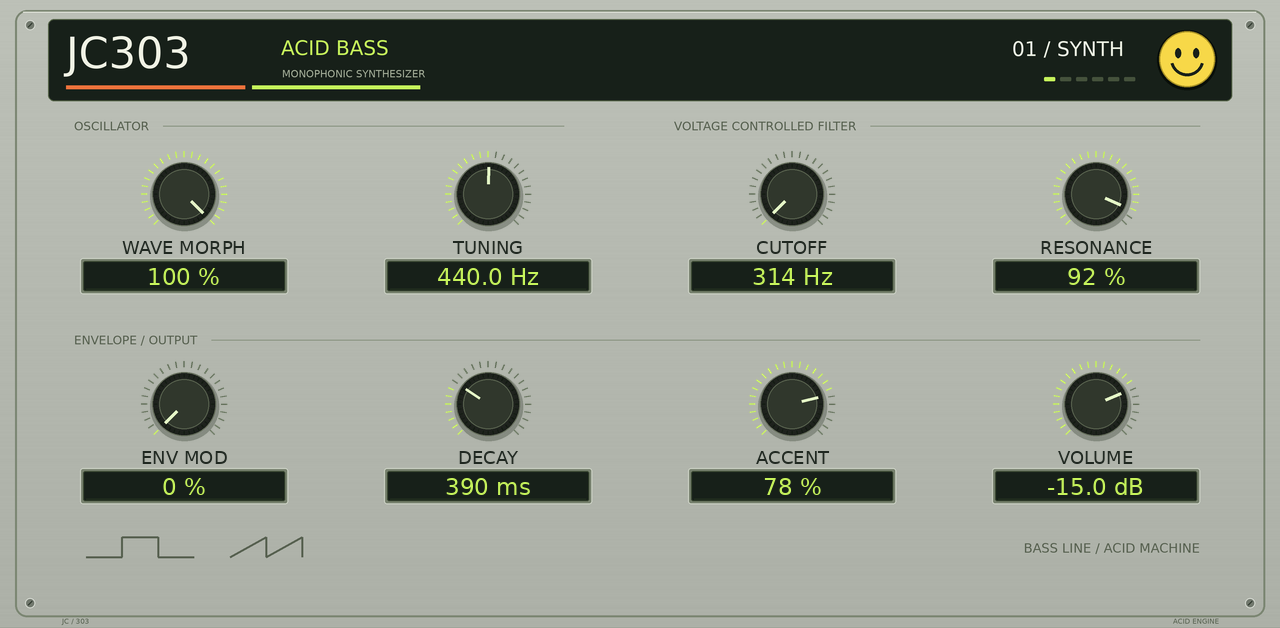 JC303
ACID BASS
MONOPHONIC SYNTHESIZER
01 / SYNTH
OSCILLATOR
VOLTAGE CONTROLLED FILTER
WAVE MORPH
TUNING
CUTOFF
RESONANCE
100 %
440.0 Hz
314 Hz
92 %
ENVELOPE / OUTPUT
ENV MOD
DECAY
ACCENT
VOLUME
0 %
390 ms
78 %
-15.0 dB
BASS LINE / ACID MACHINE
JC / 303
ACID ENGINE